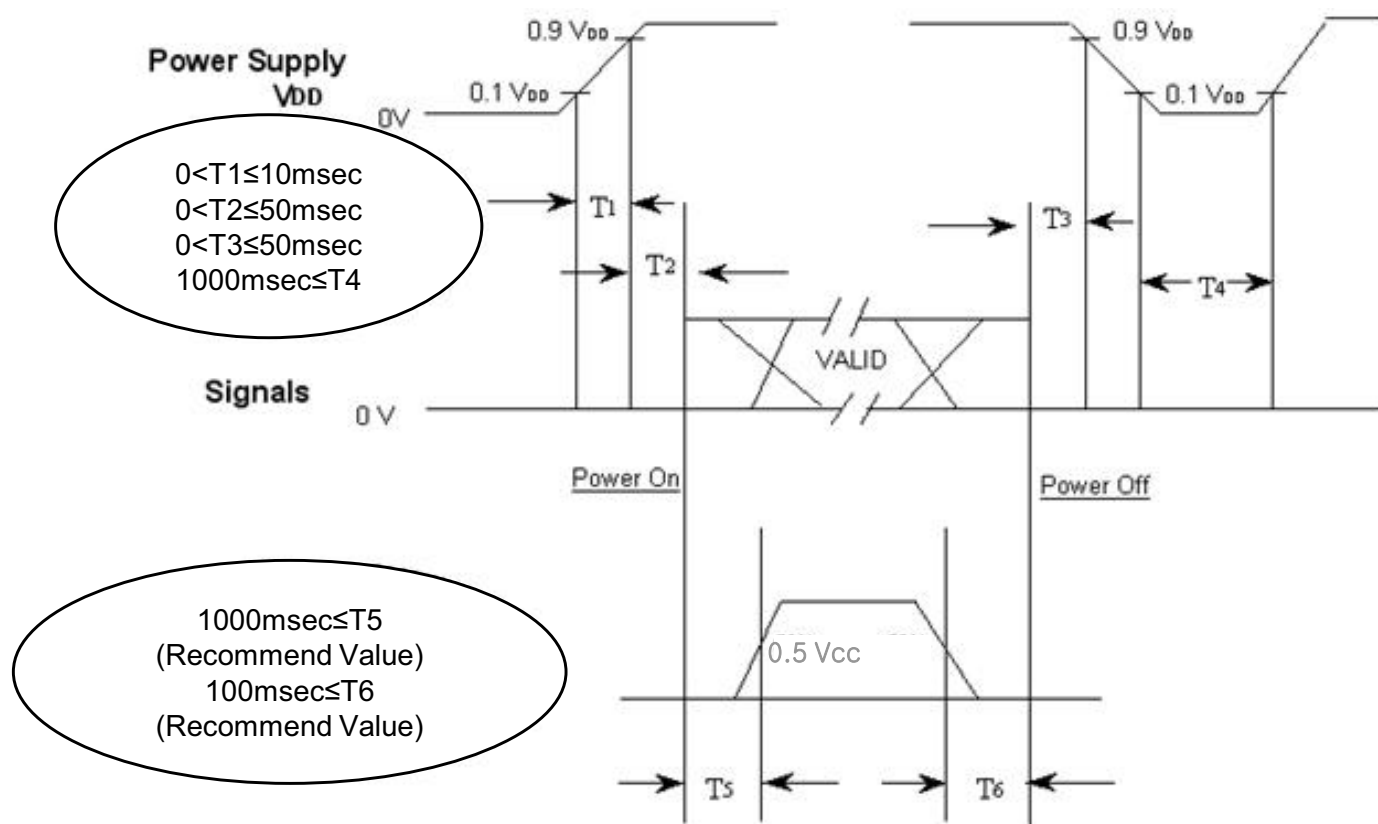 0.9 VDD
0.9 VDD
Power Supply
VDD
0.1 VDD
0.1 VDD
0V
0<T1≤10msec
0<T2≤50msec
0<T3≤50msec
1000msec≤T4
T1
T3
T2
T4
VALID
Signals
0 V
Power On
Power Off
1000msec≤T5
(Recommend Value)
100msec≤T6
(Recommend Value)
0.5 Vcc
T5
T6